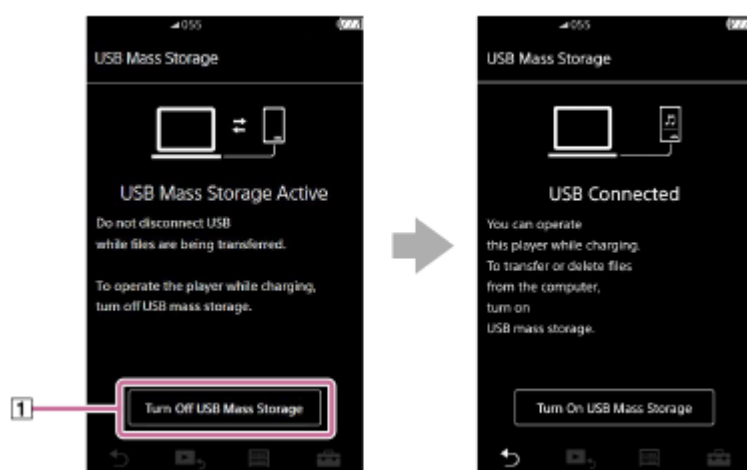 055
USB Mass Storage
USB Mass Storage Active
Do not disconnect USB
while files are being transferred.
To operate the player while charging,
turn off USB mass storage.
1
Turn Off USB Mass Storage
055
USB Mass Storage
USB Connected
You can operate
this player while charging.
To transfer or delete files
from the computer,
turn on
USB mass storage.
Turn On USB Mass Storage